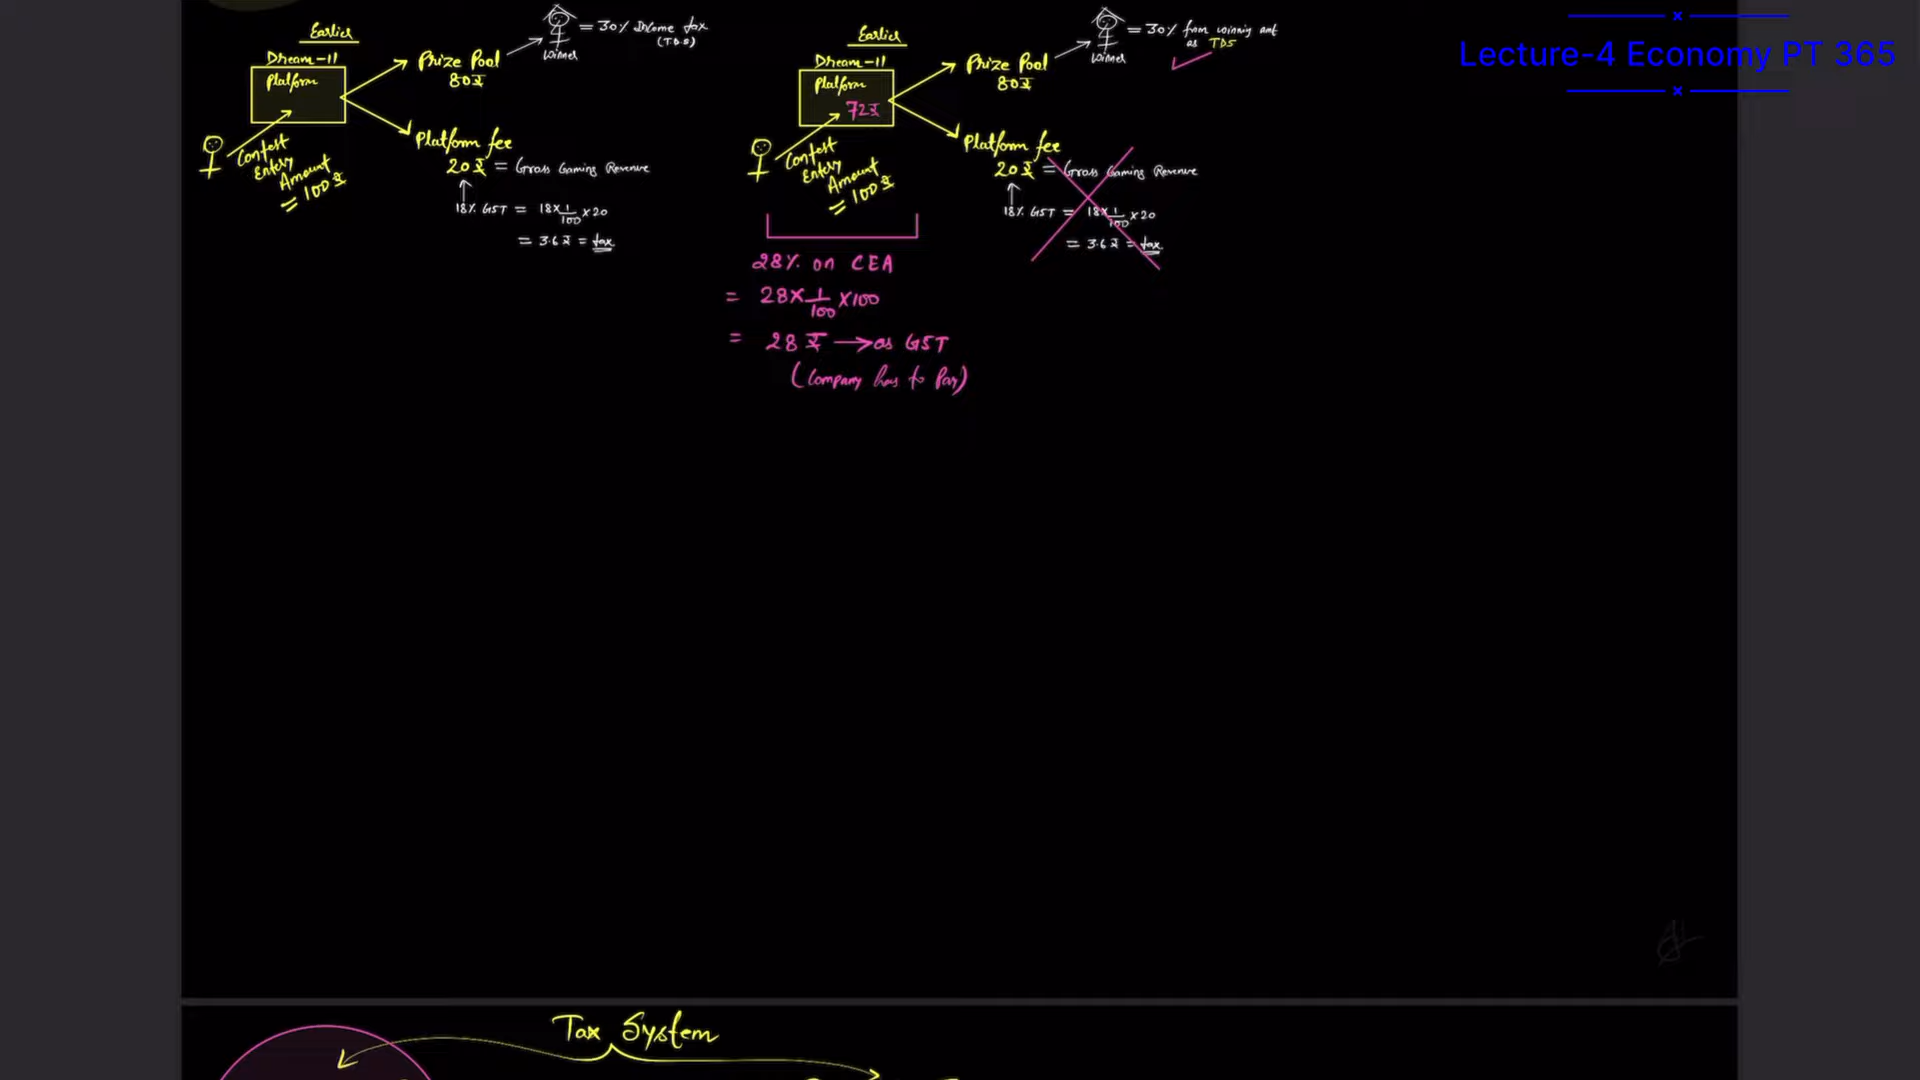 Lecture-4 Economy PT 365
Earlier
Dream-11
Platform
Contest
Entry
Amount
= 100 ₹
Prize Pool
80₹
Winner
= 30% Income tax
(T.D.S)
Platform fee
20₹ = Gross Gaming Revenue
18% GST = 18×1/100×20
= 3.6₹ = tax
Earlier
Dream-11
Platform
72₹
Contest
Entry
Amount
= 100₹
Prize Pool
80₹
Winner
= 30% from winning amt
as TDS
Platform fee
20₹ = Gross Gaming Revenue
18% GST = 18×1/100×20
= 3.6₹ = tax
28% on CEA
= 28×1/100×100
= 28 ₹ → as GST
(Company has to Pay)
Tax System